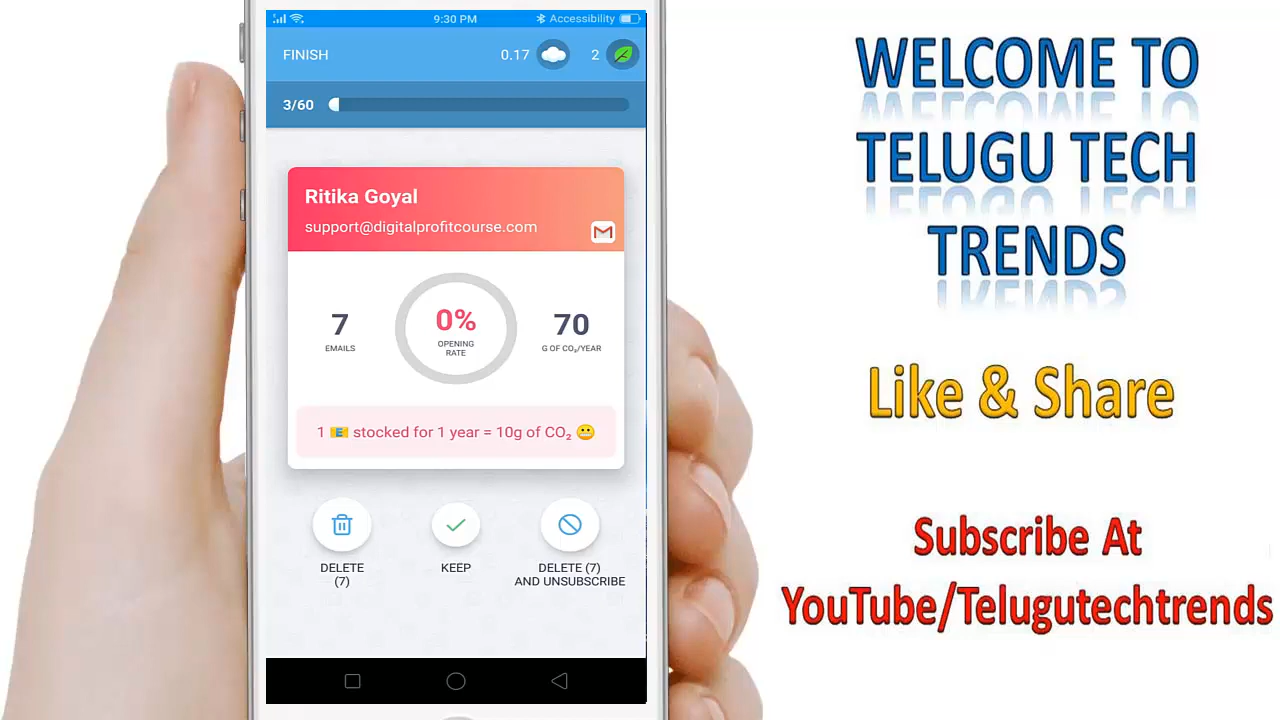 9:30 PM
Accessibility
FINISH
0.17
2
3/60
Ritika Goyal
support@digitalprofitcourse.com
7
EMAILS
0%
OPENING
RATE
70
G OF CO₂/YEAR
1 📧 stocked for 1 year = 10g of CO₂ 😬
DELETE
(7)
KEEP
DELETE (7)
AND UNSUBSCRIBE
WELCOME TO
TELUGU TECH
TRENDS
Like & Share
Subscribe At
YouTube/Telugutechtrends